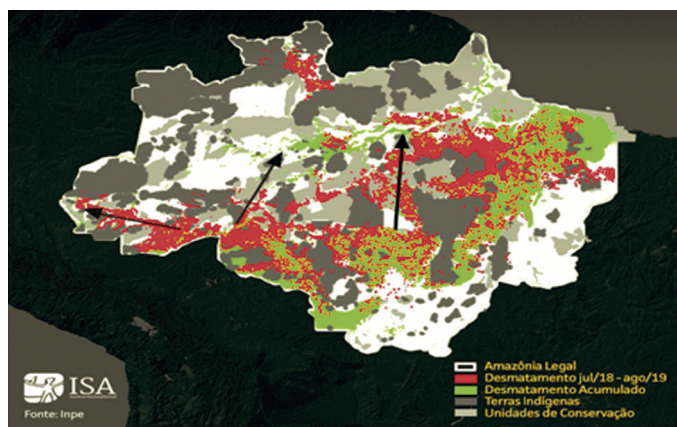 Amazônia Legal
Desmatamento jul/18 - ago/19
Desmatamento Acumulado
Terras Indígenas
Unidades de Conservação
ISA
Fonte: Inpe